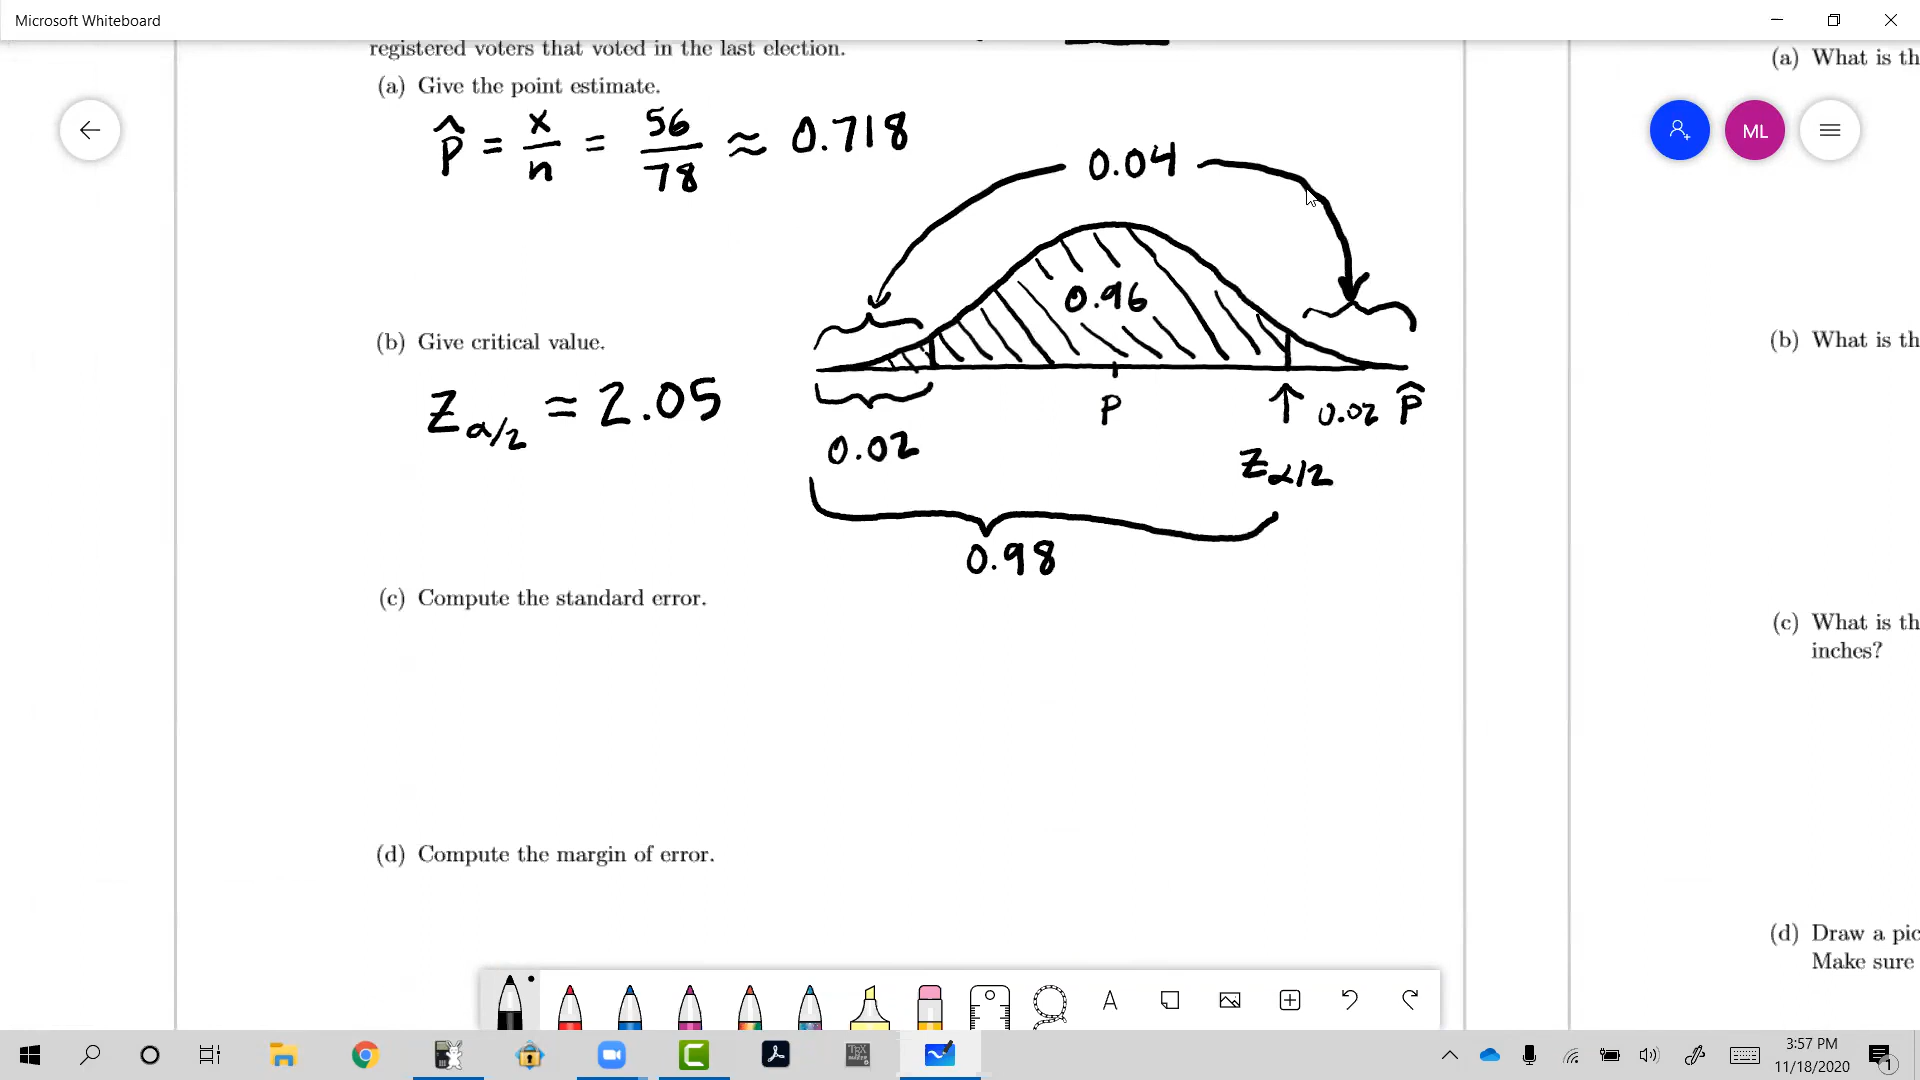 Microsoft Whiteboard
registered voters that voted in the last election.
(a) Give the point estimate.
p̂ = x/n = 56/78 ≈ 0.718
0.04
0.96
(b) Give critical value.
z α/2 ≈ 2.05
P
0.02 p̂
0.02
z α/2
0.98
(c) Compute the standard error.
(d) Compute the margin of error.
(a) What is th
(b) What is th
(c) What is th
inches?
(d) Draw a pic
Make sure
ML
A
3:57 PM
11/18/2020
1